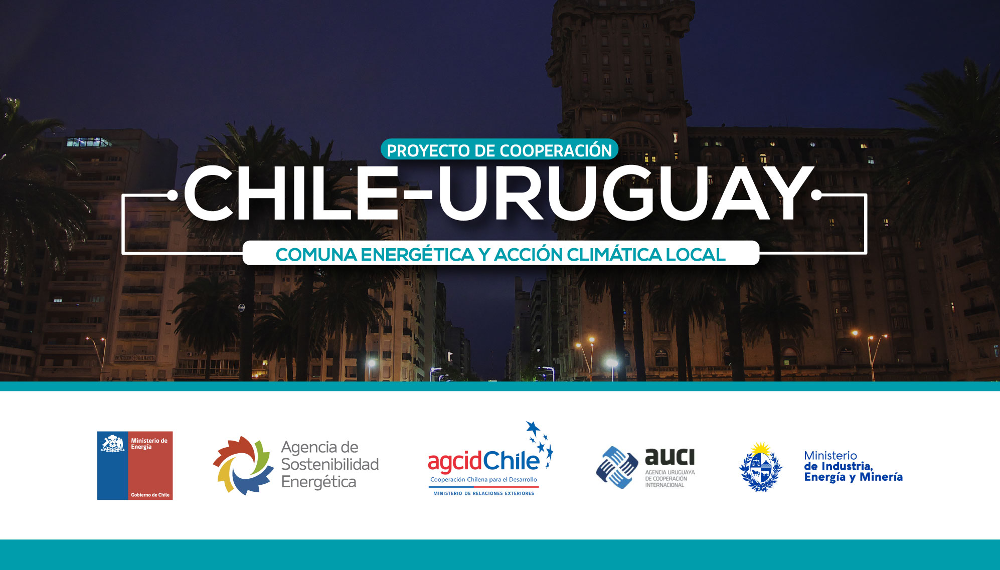 PROYECTO DE COOPERACIÓN
CHILE-URUGUAY
COMUNA ENERGÉTICA Y ACCIÓN CLIMÁTICA LOCAL
Ministerio de
Energía
Gobierno de Chile
Agencia de
Sostenibilidad
Energética
agcidChile
Cooperación Chilena para el Desarrollo
MINISTERIO DE RELACIONES EXTERIORES
auci
AGENCIA URUGUAYA
DE COOPERACIÓN
INTERNACIONAL
Ministerio
de Industria,
Energía y Minería